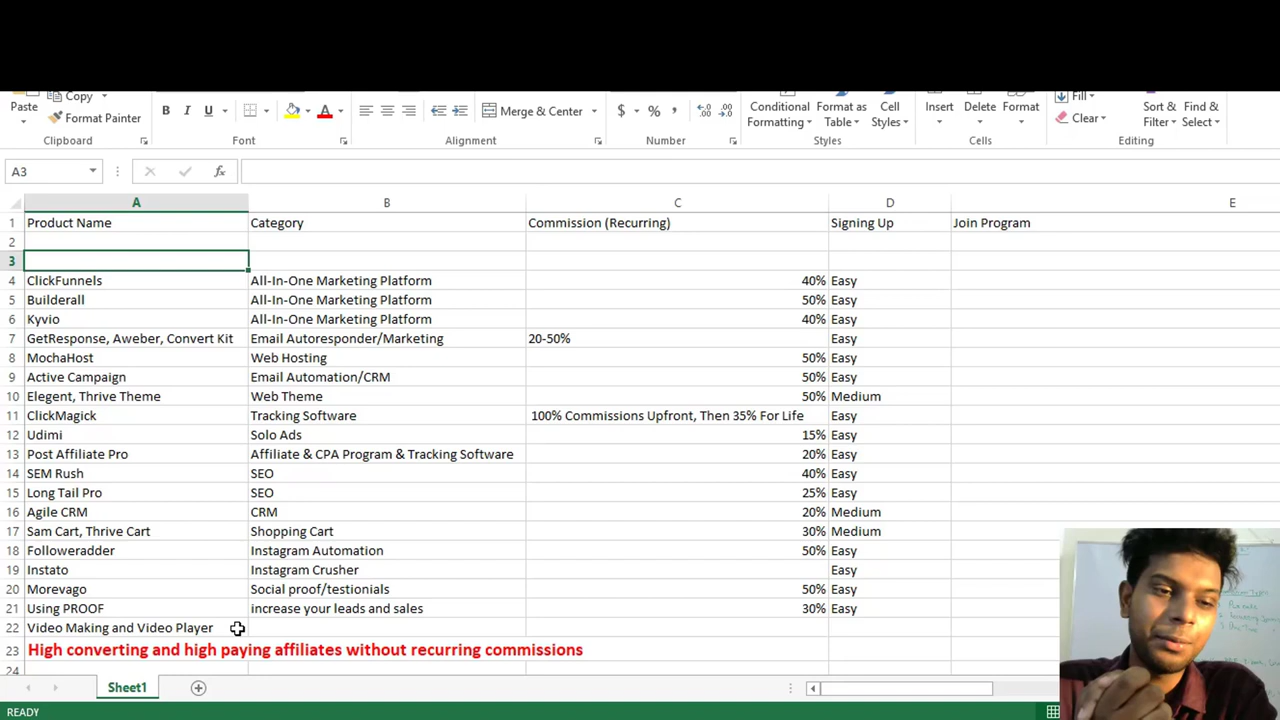 Copy
Fill
Paste
Format Painter
B I U
Merge & Center
$ % ,
Conditional Formatting
Format as Table
Cell Styles
Insert
Delete
Format
Clear
Sort & Filter
Find & Select
Clipboard
Font
Alignment
Number
Styles
Cells
Editing
A3
fx
A B C D E
1 Product Name Category Commission (Recurring) Signing Up Join Program
2
3
4 ClickFunnels All-In-One Marketing Platform 40% Easy
5 Builderall All-In-One Marketing Platform 50% Easy
6 Kyvio All-In-One Marketing Platform 40% Easy
7 GetResponse, Aweber, Convert Kit Email Autoresponder/Marketing 20-50% Easy
8 MochaHost Web Hosting 50% Easy
9 Active Campaign Email Automation/CRM 50% Easy
10 Elegent, Thrive Theme Web Theme 50% Medium
11 ClickMagick Tracking Software 100% Commissions Upfront, Then 35% For Life Easy
12 Udimi Solo Ads 15% Easy
13 Post Affiliate Pro Affiliate & CPA Program & Tracking Software 20% Easy
14 SEM Rush SEO 40% Easy
15 Long Tail Pro SEO 25% Easy
16 Agile CRM CRM 20% Medium
17 Sam Cart, Thrive Cart Shopping Cart 30% Medium
18 Followeradder Instagram Automation 50% Easy
19 Instato Instagram Crusher Easy
20 Morevago Social proof/testionials 50% Easy
21 Using PROOF increase your leads and sales 30% Easy
22 Video Making and Video Player
23 High converting and high paying affiliates without recurring commissions
24
Sheet1
READY